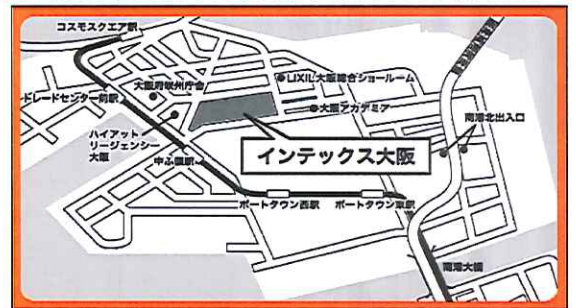 コスモスクエア駅
大阪府咲州庁舎
LIXIL大阪総合ショールーム
トレードセンター前駅
大阪アカデミア
南港北出入口
ハイアット
リージェンシー
大阪
インテックス大阪
中ふ頭駅
ポートタウン西駅
ポートタウン東駅
南港大橋